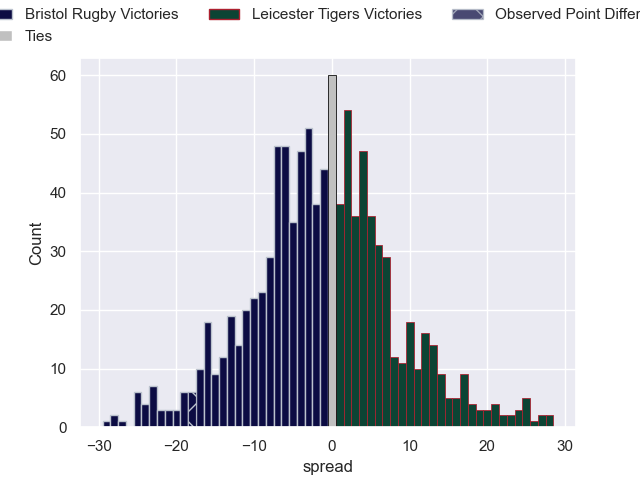 Bristol Rugby Victories Leicester Tigers Victories Observed Point Differ
Ties
60
50
40
30
20
10
0
Count
−30 −20 −10 0 10 20 30
spread